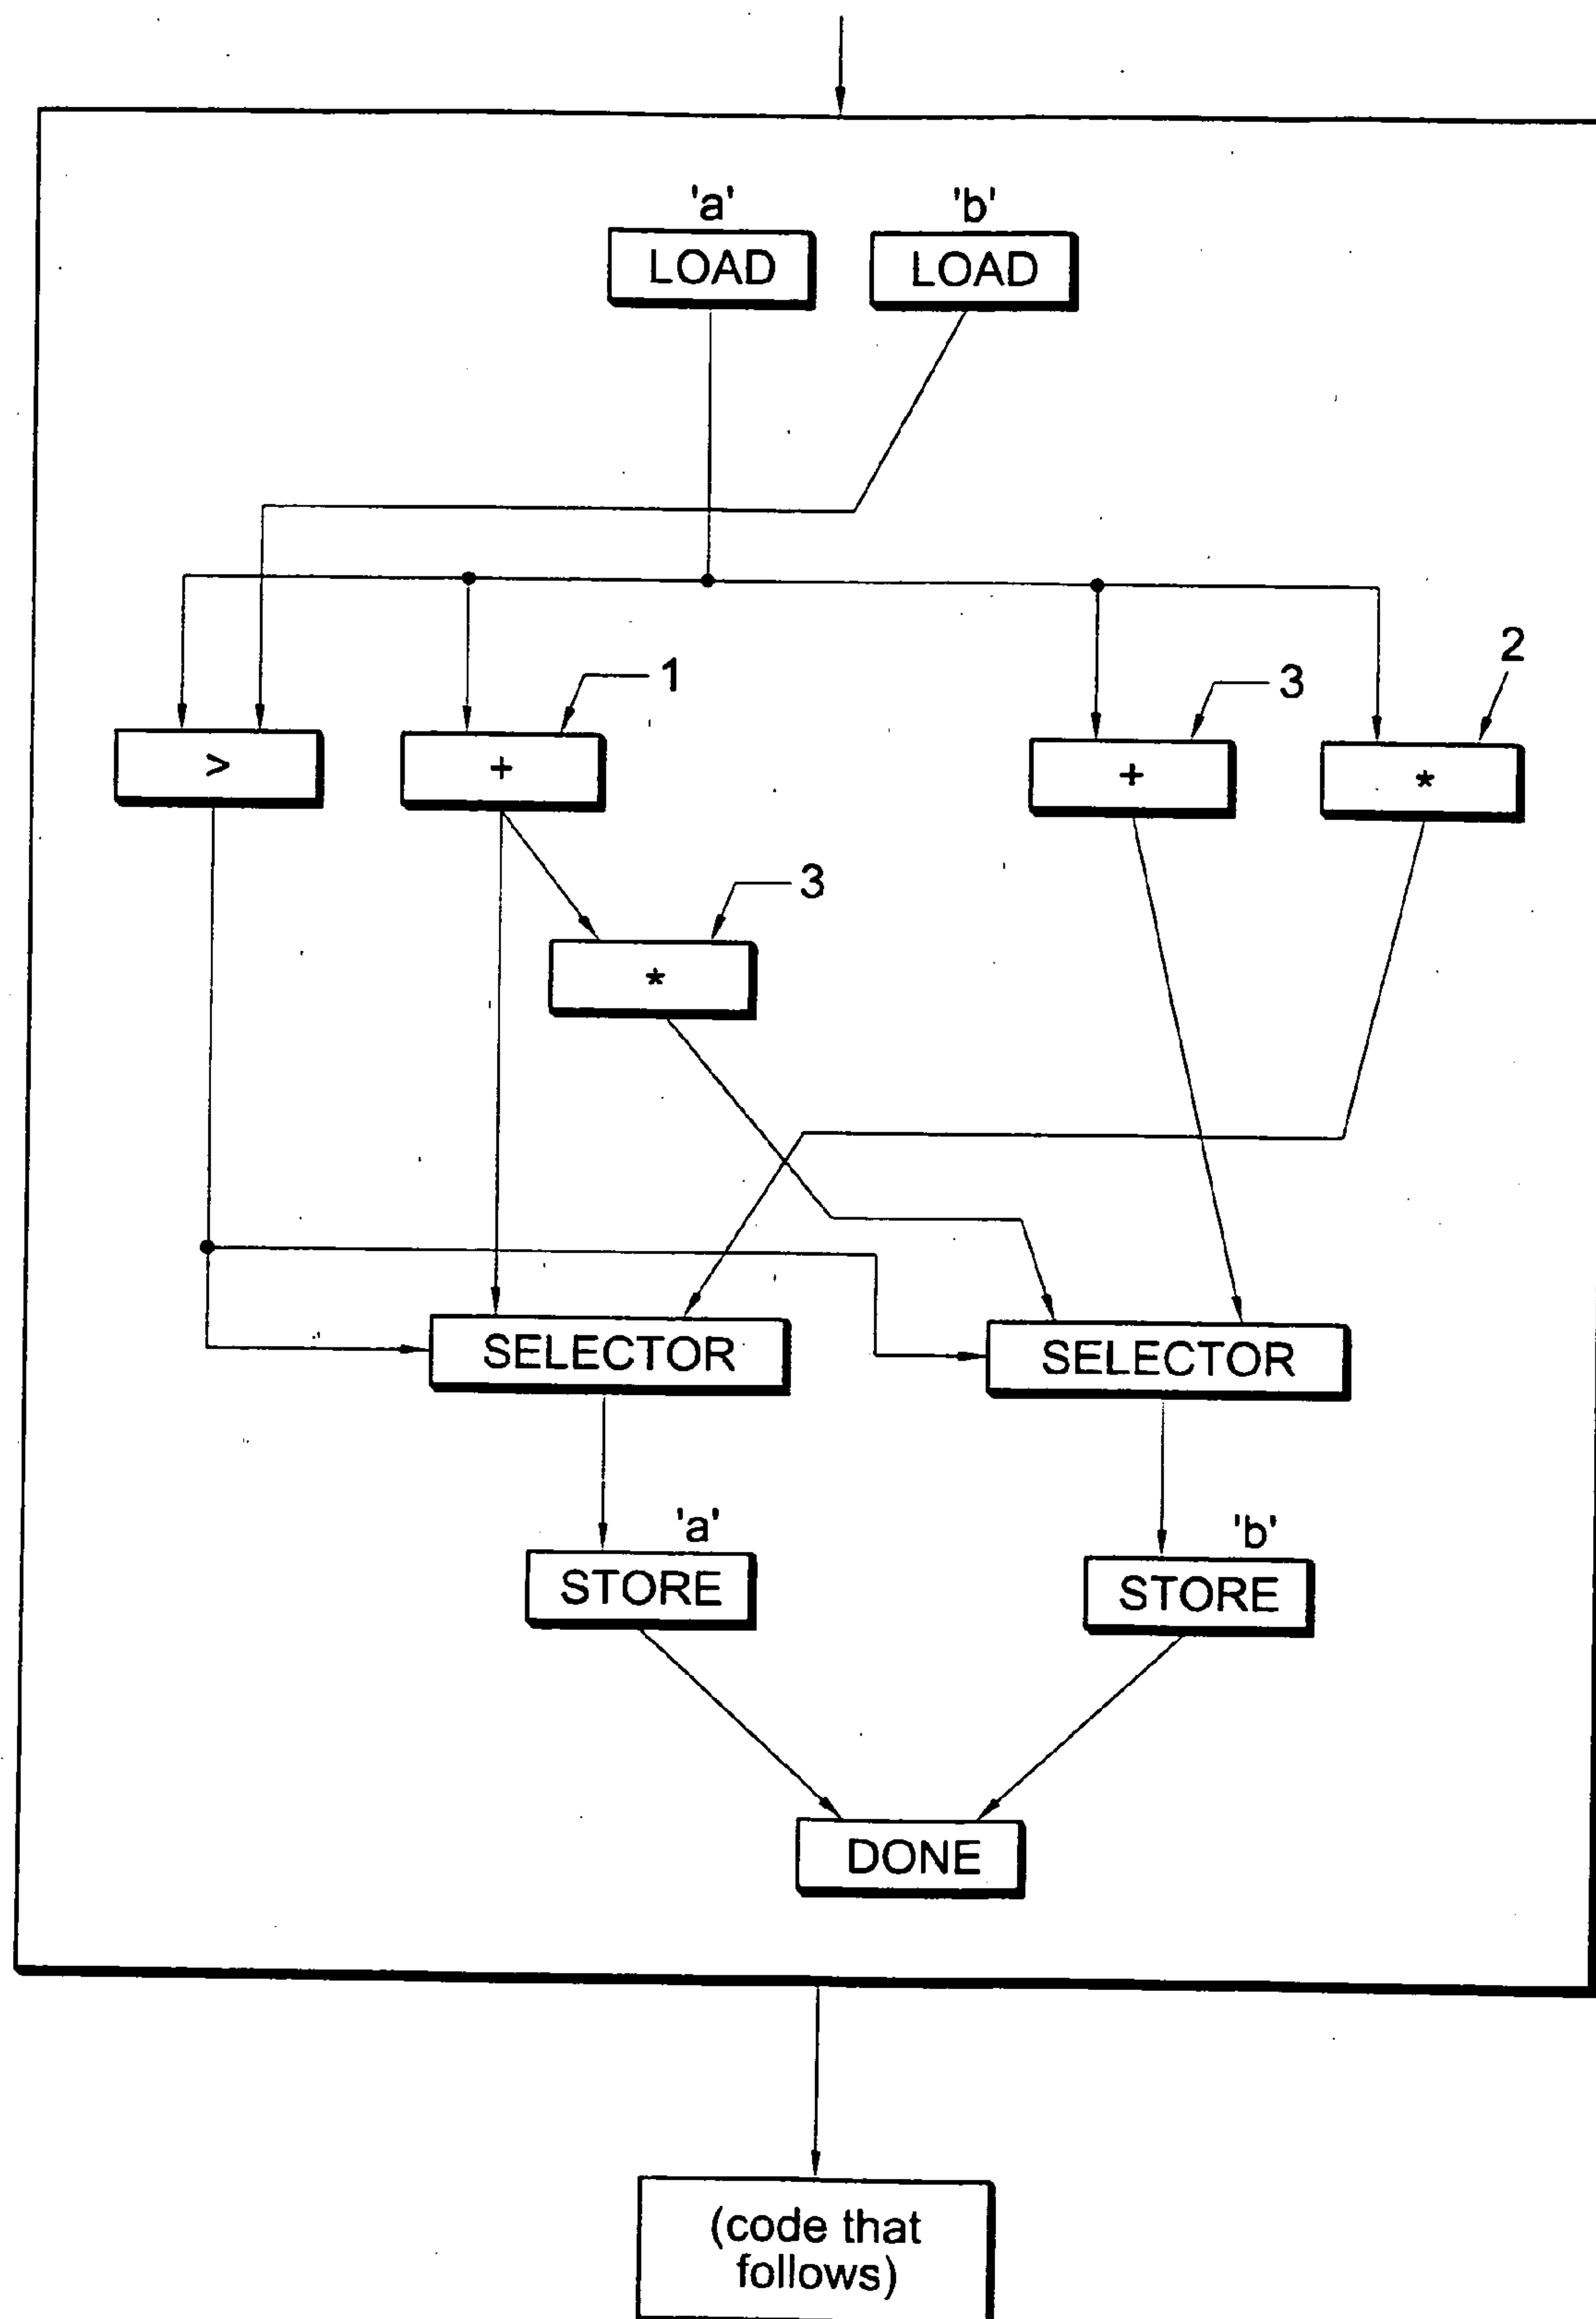 'a'
'b'
LOAD
LOAD
1
3
2
>
+
+
*
3
*
SELECTOR
SELECTOR
'a'
'b'
STORE
STORE
DONE
(code that
follows)